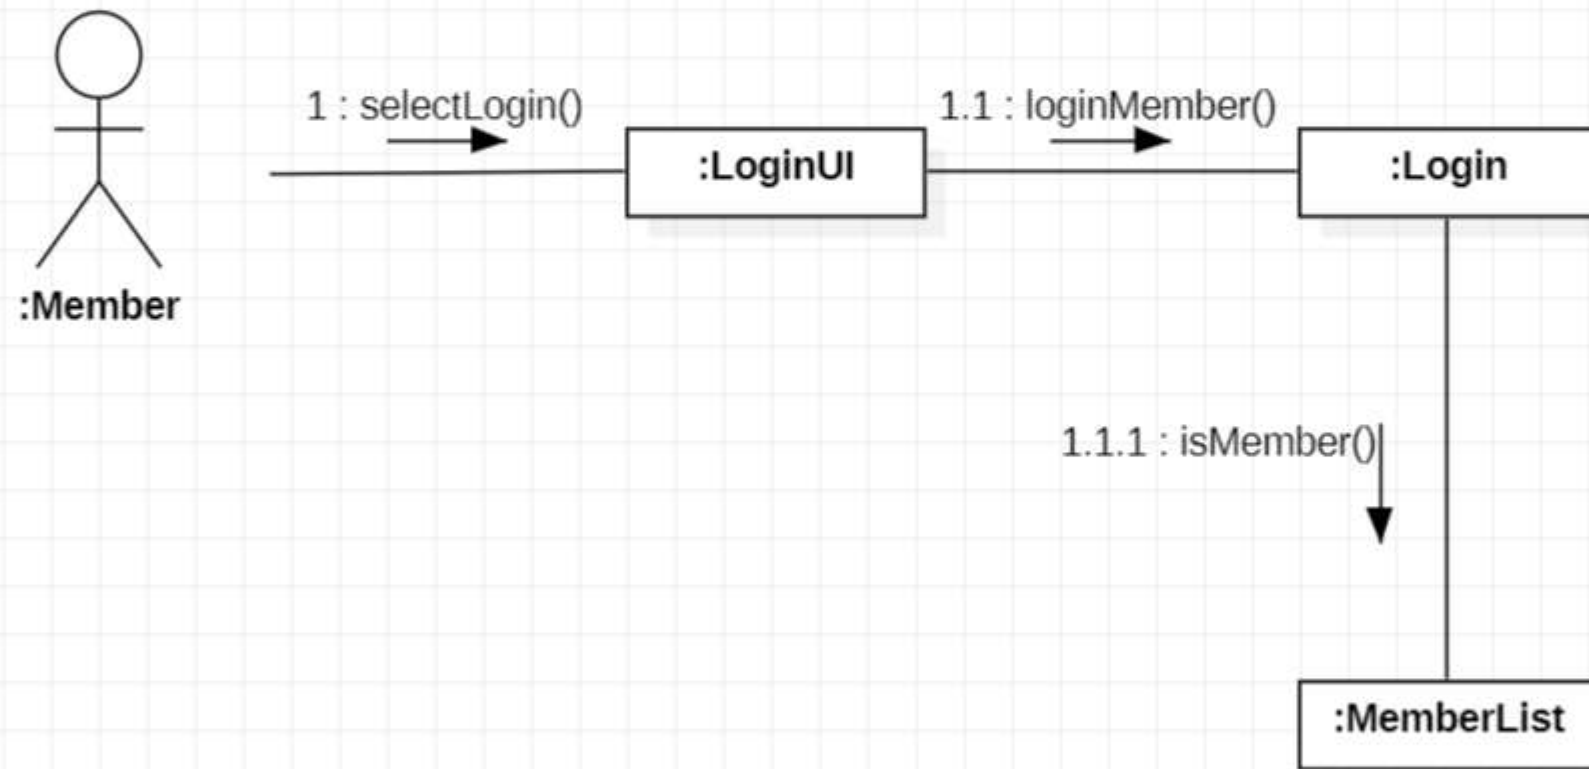 1 : selectLogin()
1.1 : loginMember()
:LoginUI
:Login
:Member
1.1.1 : isMember()
:MemberList